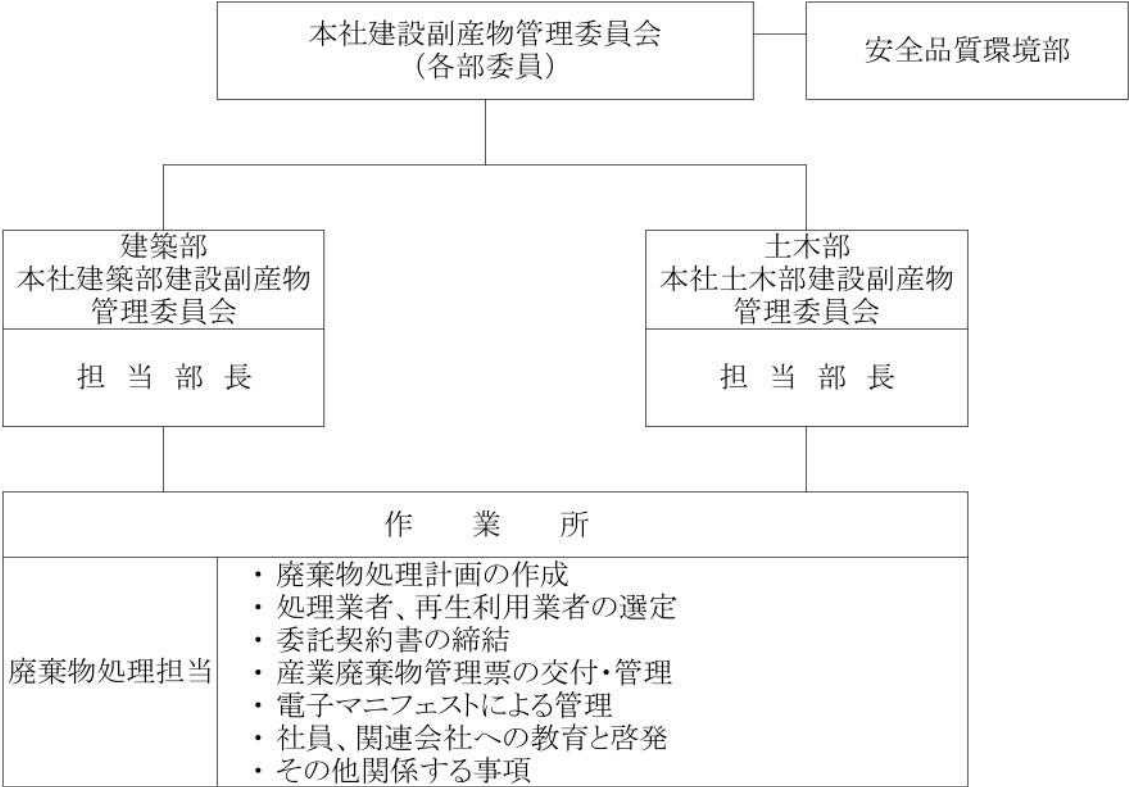 本社建設副産物管理委員会
（各部委員）
安全品質環境部
建築部
本社建築部建設副産物
管理委員会
担 当 部 長
土木部
本社土木部建設副産物
管理委員会
担 当 部 長
作 業 所
廃棄物処理担当
・ 廃棄物処理計画の作成
・ 処理業者、再生利用業者の選定
・ 委託契約書の締結
・ 産業廃棄物管理票の交付・管理
・ 電子マニフェストによる管理
・ 社員、関連会社への教育と啓発
・ その他関係する事項